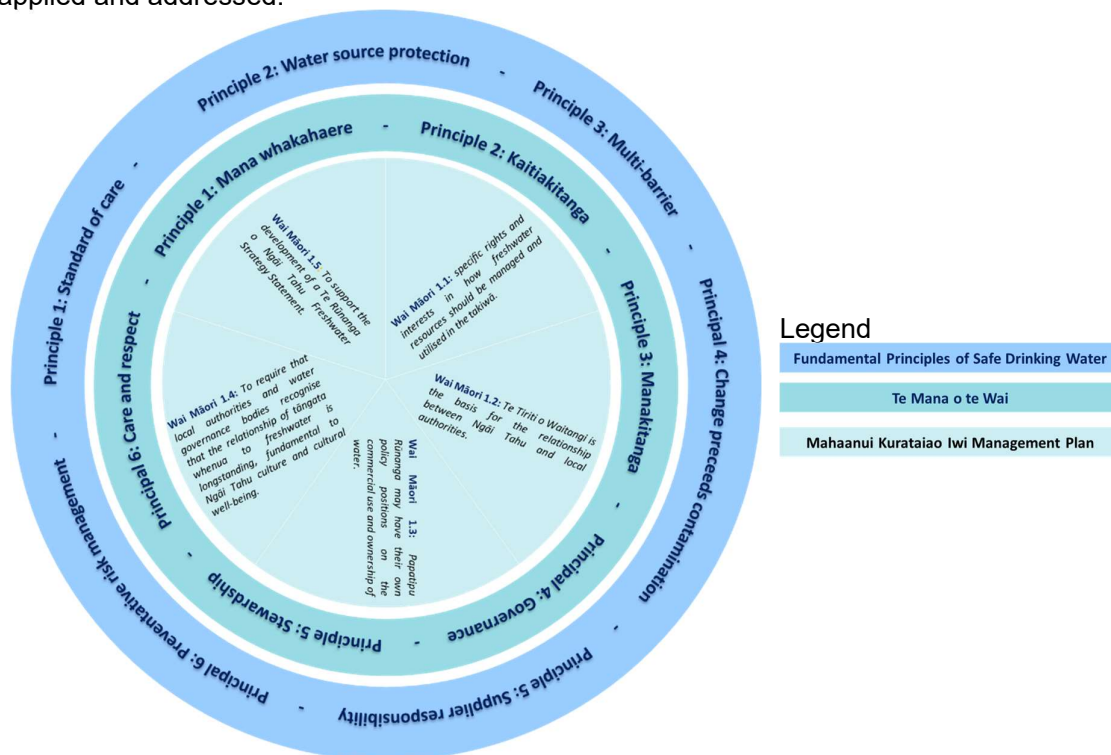 applied and addressed.
Principle 1: Standard of care - Principle 2: Water source protection - Principle 3: Multi-barrier - Principal 4: Change preceeds contamination - Principle 5: Supplier responsibility - Principal 6: Preventative risk management -
Principle 1: Mana whakahaere - Principle 2: Kaitiakitanga - Principle 3: Manakitanga - Principal 4: Governance - Principle 5: Stewardship - Principal 6: Care and respect -
Wai Māori 1.1: specific rights and
interests in how freshwater
resources should be managed and
utilised in the takiwā.
Wai Māori 1.2: Te Tiriti o Waitangi is
the basis for the relationship
between Ngāi Tahu and local
authorities.
Wai Māori 1.3: Papatipu
Rūnanga may have their own
policy positions on the
commercial use and ownership of
water.
Wai Māori 1.4: To require that
local authorities and water
governance bodies recognise
that the relationship of tāngata
whenua to freshwater is
longstanding, fundamental to
Ngāi Tahu culture and cultural
well-being.
Wai Māori 1.5: To support the
development of a Te Rūnanga
o Ngāi Tahu Freshwater
Strategy Statement.
Legend
Fundamental Principles of Safe Drinking Water
Te Mana o te Wai
Mahaanui Kurataiao Iwi Management Plan